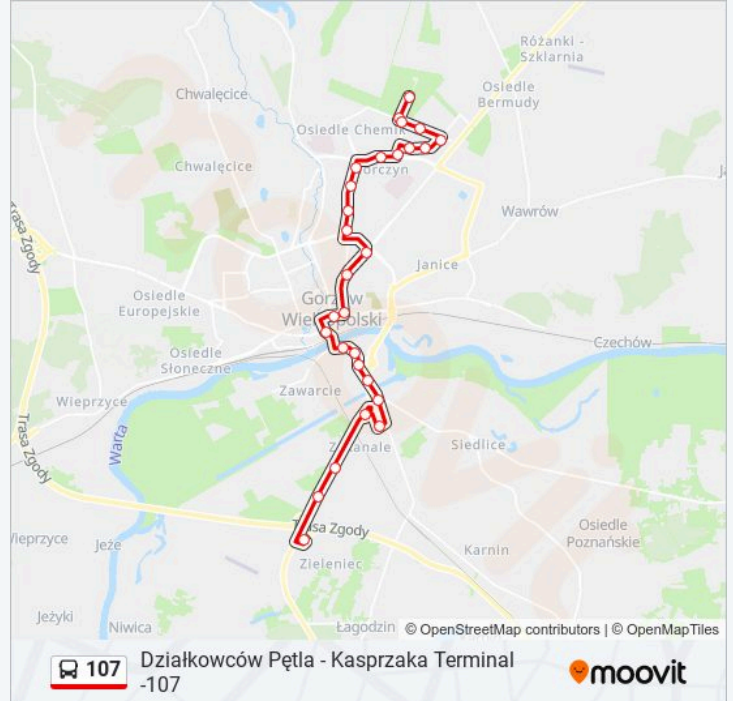 Różanki -
Szklarnia
Osiedle
Bermudy
Chwalęcice
Osiedle Chemik
Chwalęcice
Górczyn
Wawrów
Trasa Zgody
Janice
Osiedle
Europejskie
Gorzów
Wielkopolski
Osiedle
Słoneczne
Czechów
Zawarcie
Wieprzyce
Warta
Trasa Zgody
Zakanale
Siedlice
Trasa Zgody
Wieprzyce
Jeże
Osiedle
Poznańskie
Karnin
Zieleniec
Jeżyki
Niwica
Łagodzin
© OpenStreetMap contributors | © OpenMapTiles
107
Działkowców Pętla - Kasprzaka Terminal
-107
moovit